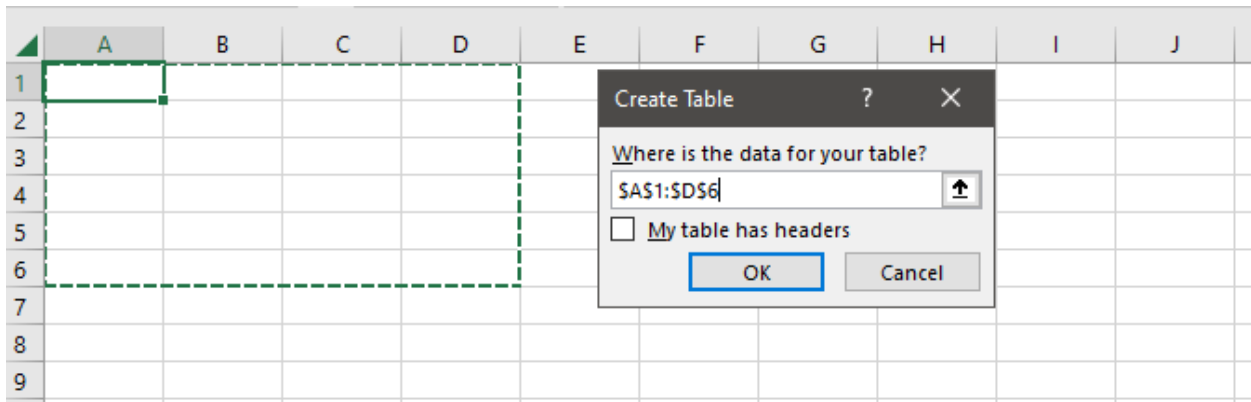 A B C D E F G H I J
1
2
3
4
5
6
7
8
9
Create Table ? ×
Where is the data for your table?
$A$1:$D$6
My table has headers
OK Cancel